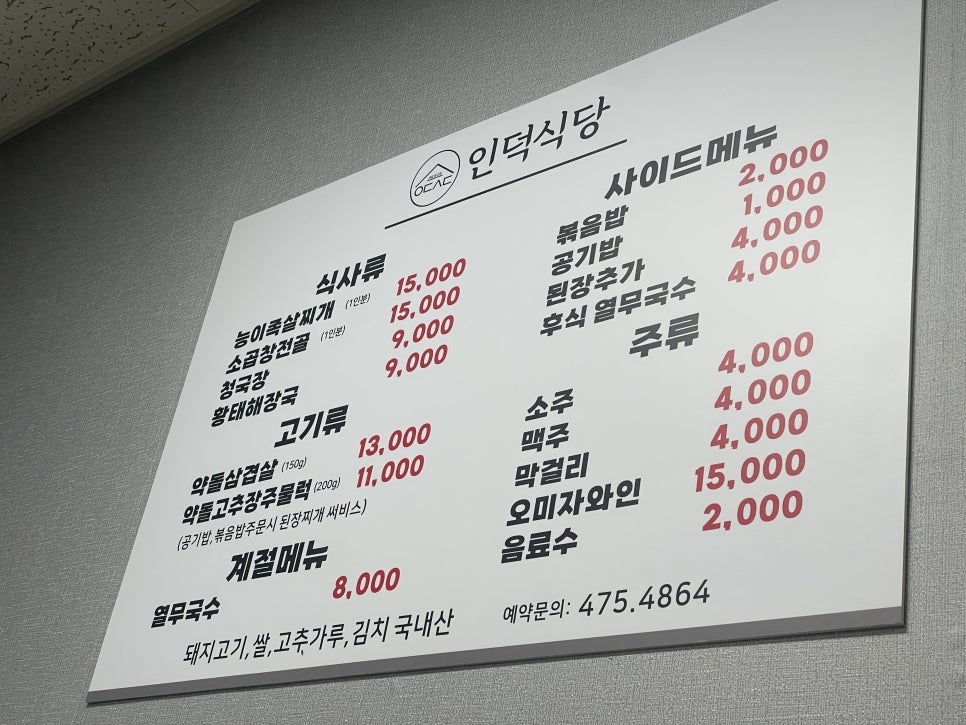 인덕식당
식사류
능이목살찌개 (1인분) 15,000
소곱창전골 (1인분) 15,000
청국장 9,000
황태해장국 9,000
고기류
약돌삼겹살 (150g) 13,000
약돌고추장주물럭 (200g) 11,000
(공기밥,볶음밥주문시 된장찌개 써비스)
계절메뉴
열무국수 8,000
돼지고기,쌀,고추가루,김치 국내산
사이드메뉴
볶음밥 2,000
공기밥 1,000
된장추가 4,000
후식 열무국수 4,000
주류
소주 4,000
맥주 4,000
막걸리 4,000
오미자와인 15,000
음료수 2,000
예약문의: 475.4864